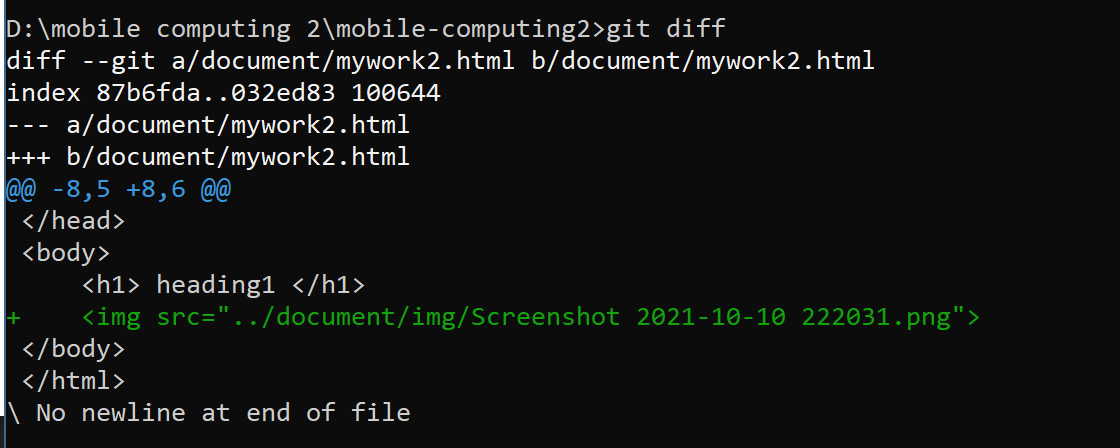 D:\mobile computing 2\mobile-computing2>git diff
diff --git a/document/mywork2.html b/document/mywork2.html
index 87b6fda..032ed83 100644
--- a/document/mywork2.html
+++ b/document/mywork2.html
@@ -8,5 +8,6 @@
 </head>
 <body>
     <h1> heading1 </h1>
+    <img src="../document/img/Screenshot 2021-10-10 222031.png">
 </body>
 </html>
\ No newline at end of file